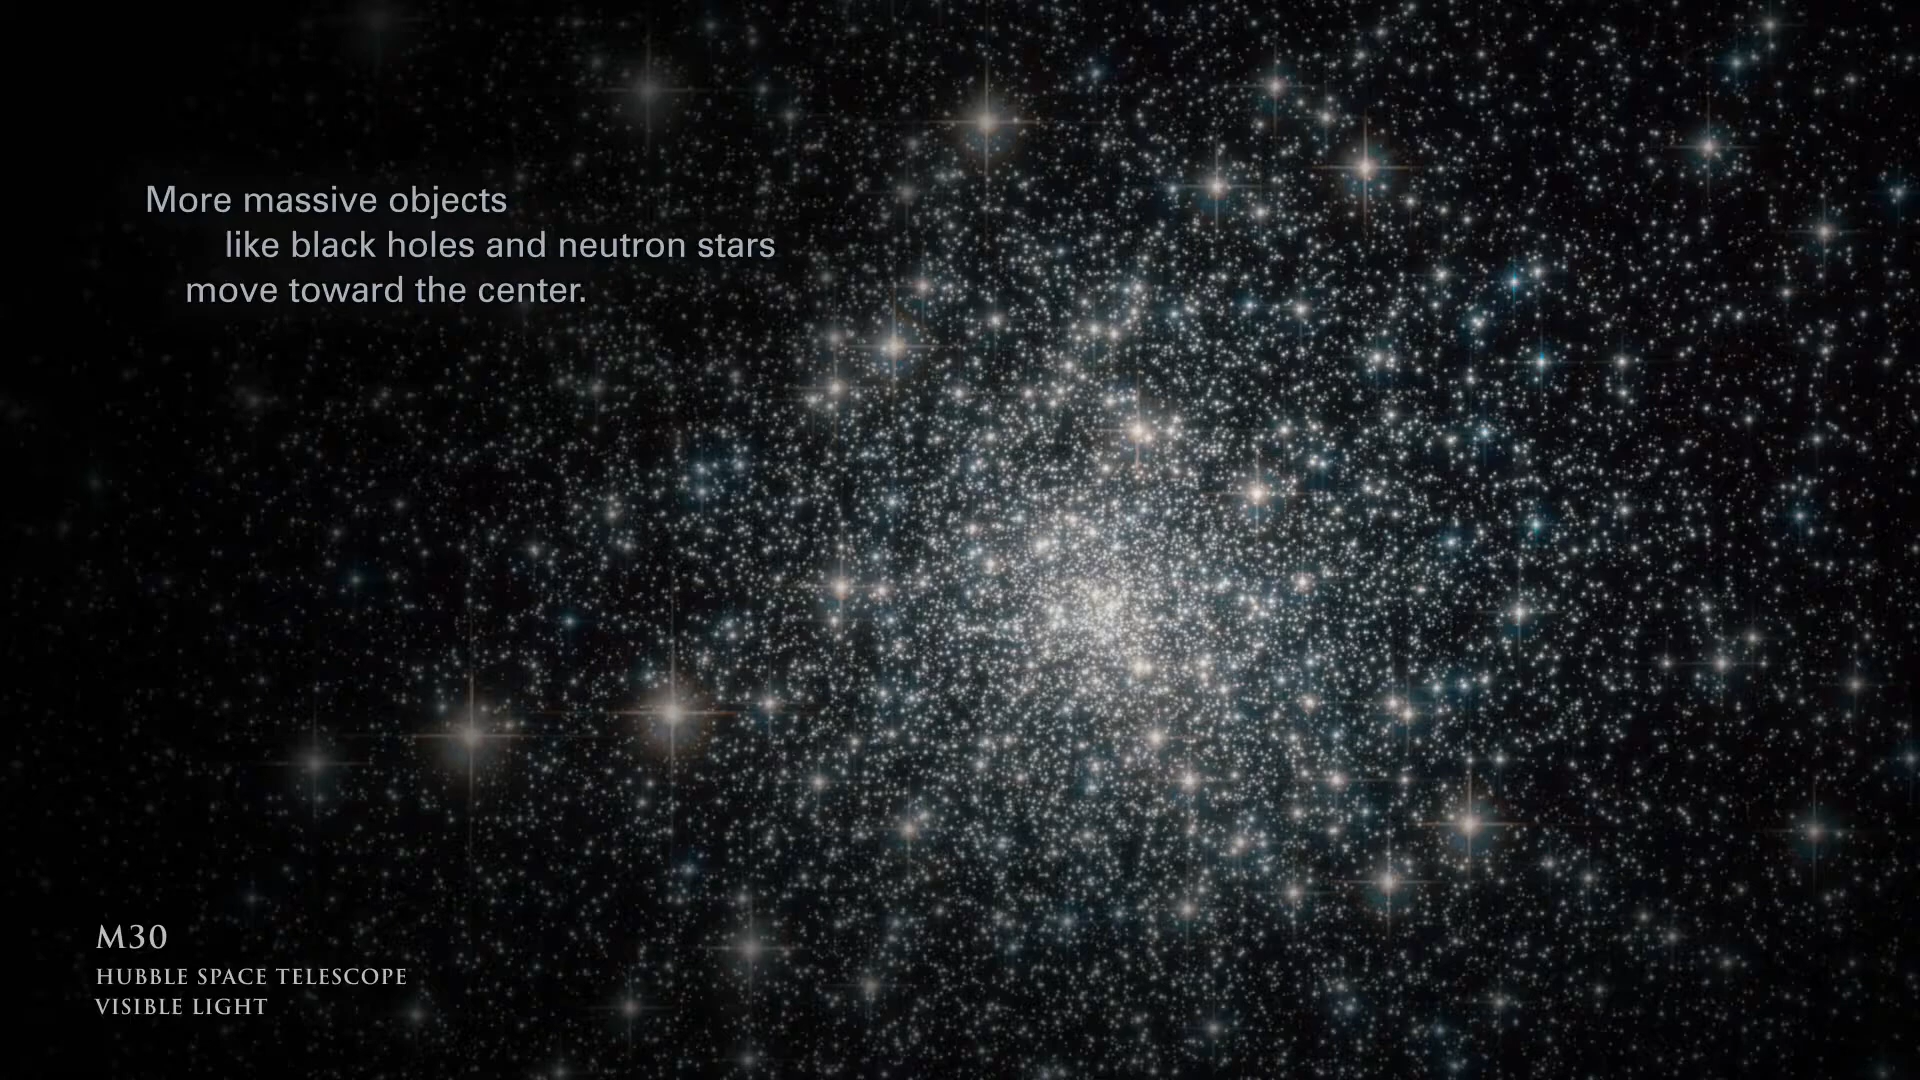 More massive objects
like black holes and neutron stars
move toward the center.
M30
HUBBLE SPACE TELESCOPE
VISIBLE LIGHT